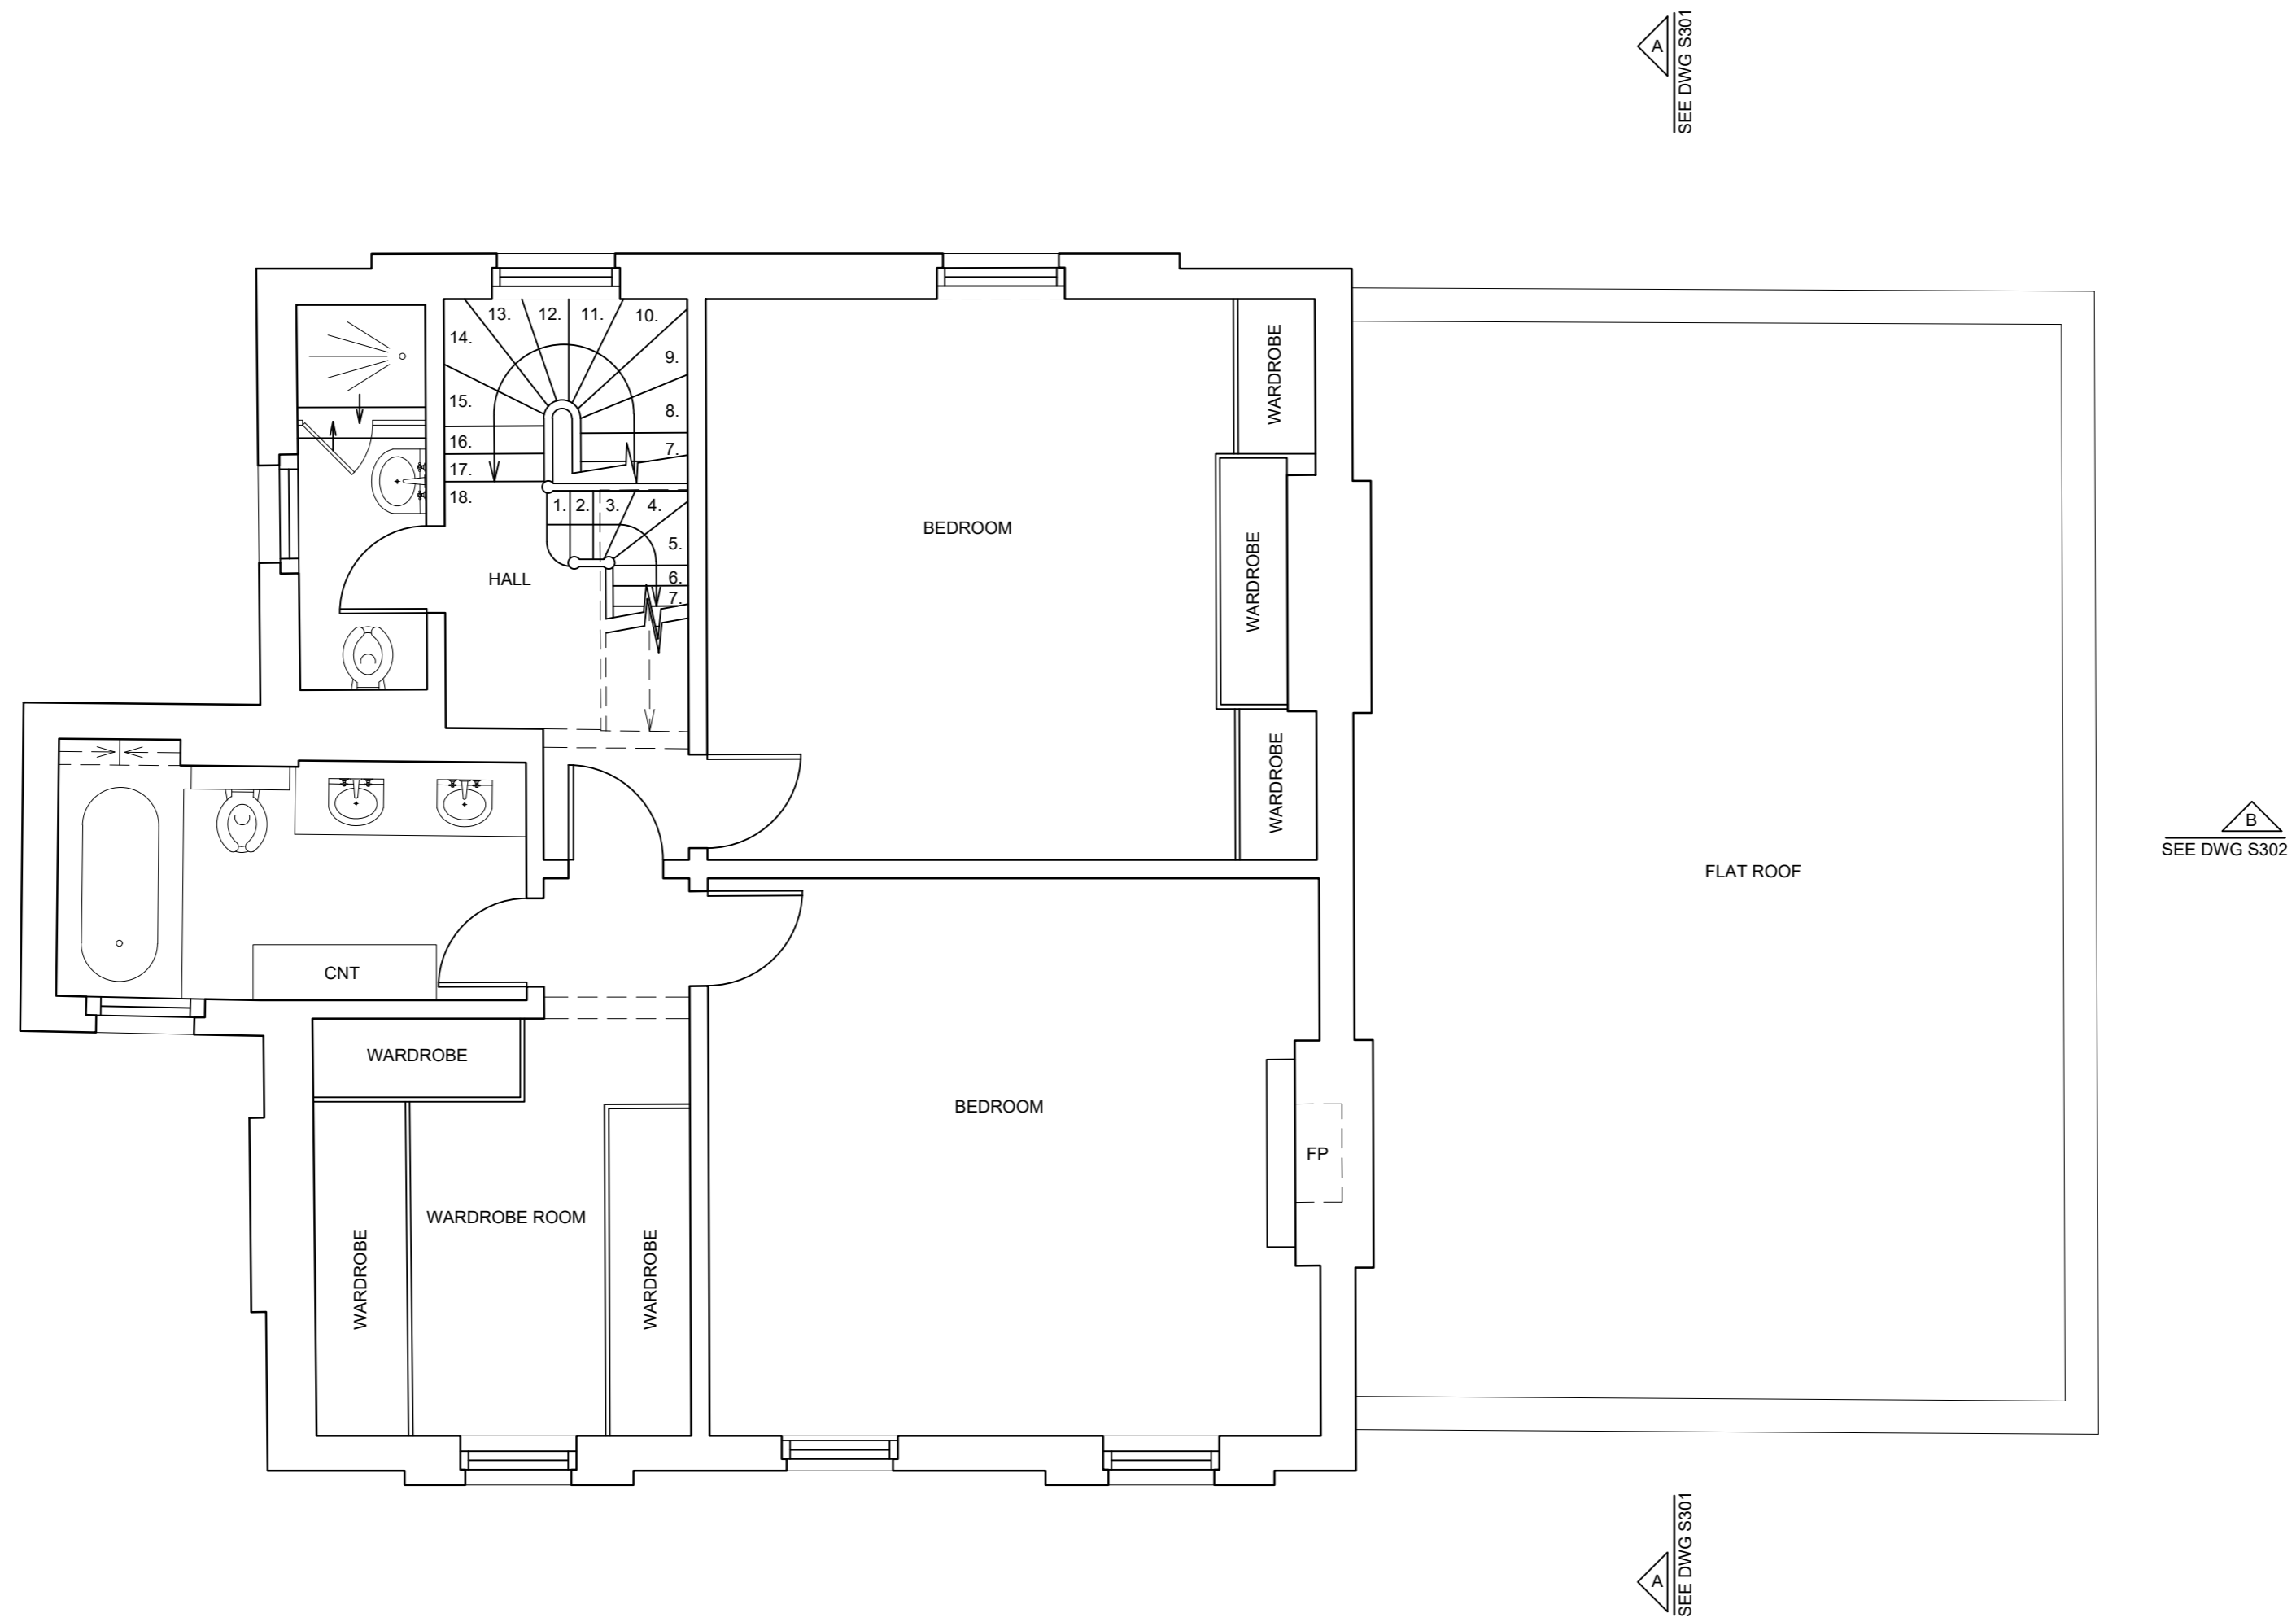 A
SEE DWG S301
13.
12.
11.
10.
14.
9.
15.
8.
16.
7.
17.
18.
1.
2.
3.
4.
5.
6.
7.
HALL
BEDROOM
WARDROBE
WARDROBE
WARDROBE
B
SEE DWG S302
FLAT ROOF
CNT
WARDROBE
BEDROOM
FP
WARDROBE ROOM
WARDROBE
WARDROBE
A
SEE DWG S301